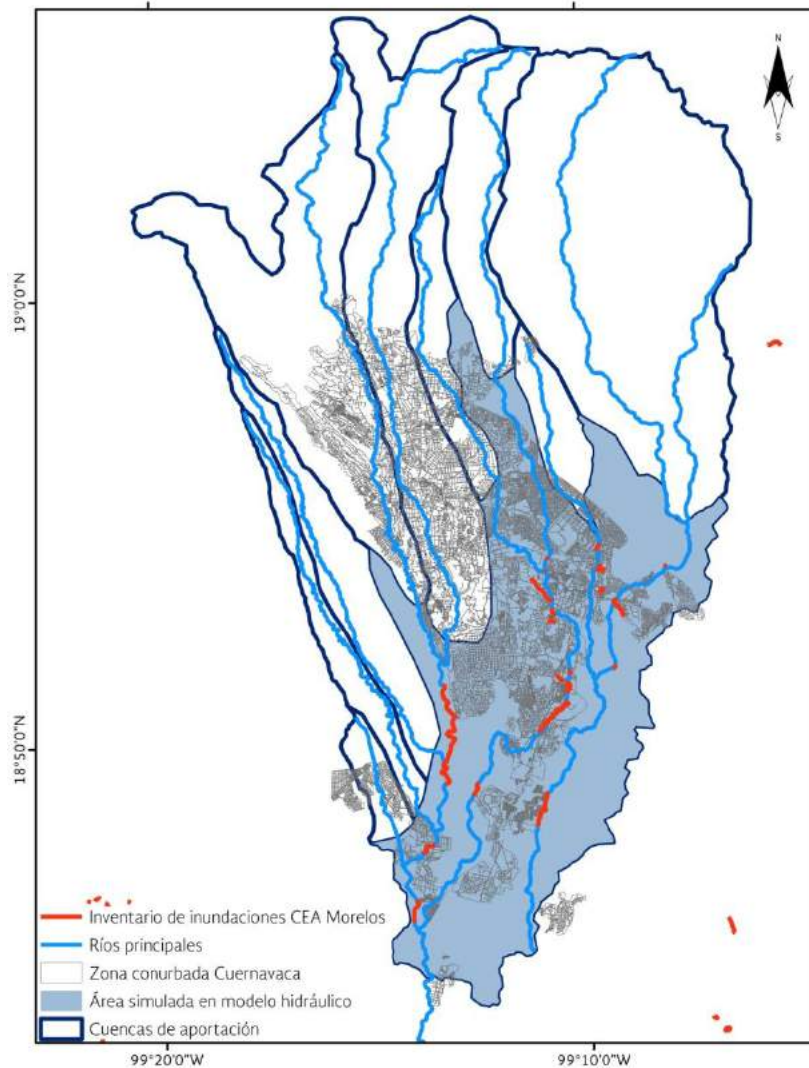 N
S
19°0'0"N
18°50'0"N
Inventario de inundaciones CEA Morelos
Ríos principales
Zona conurbada Cuernavaca
Área simulada en modelo hidráulico
Cuencas de aportación
99°20'0"W
99°10'0"W